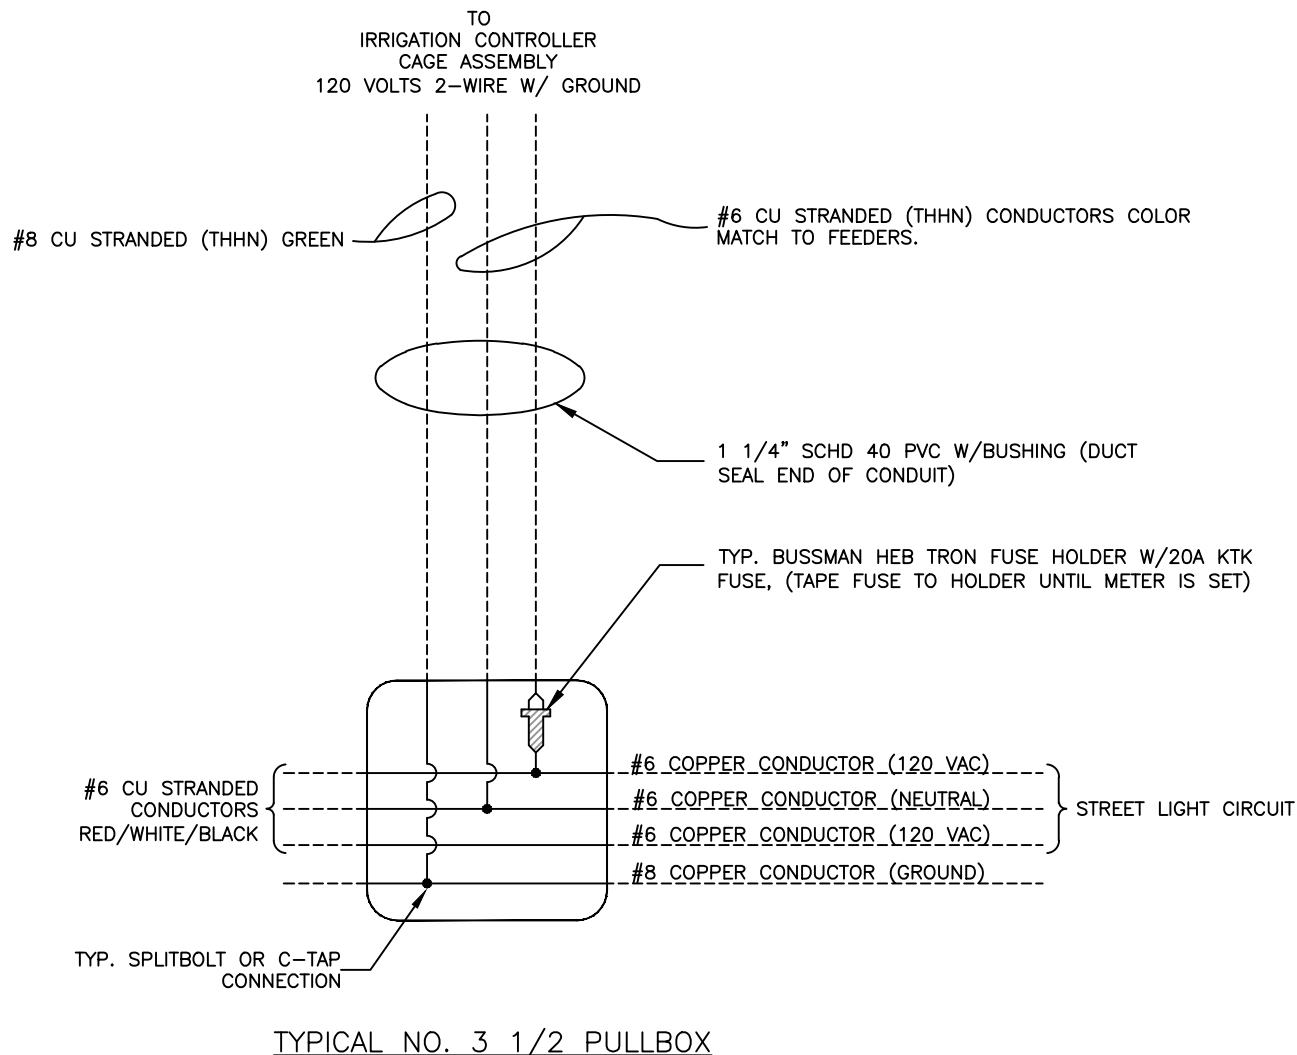 TO
IRRIGATION CONTROLLER
CAGE ASSEMBLY
120 VOLTS 2-WIRE W/ GROUND
#8 CU STRANDED (THHN) GREEN
#6 CU STRANDED (THHN) CONDUCTORS COLOR
MATCH TO FEEDERS.
1 1/4" SCHD 40 PVC W/BUSHING (DUCT
SEAL END OF CONDUIT)
TYP. BUSSMAN HEB TRON FUSE HOLDER W/20A KTK
FUSE, (TAPE FUSE TO HOLDER UNTIL METER IS SET)
#6 CU STRANDED
CONDUCTORS
RED/WHITE/BLACK
#6 COPPER CONDUCTOR (120 VAC)
#6 COPPER CONDUCTOR (NEUTRAL)
#6 COPPER CONDUCTOR (120 VAC)
#8 COPPER CONDUCTOR (GROUND)
STREET LIGHT CIRCUIT
TYP. SPLITBOLT OR C-TAP
CONNECTION
TYPICAL NO. 3 1/2 PULLBOX